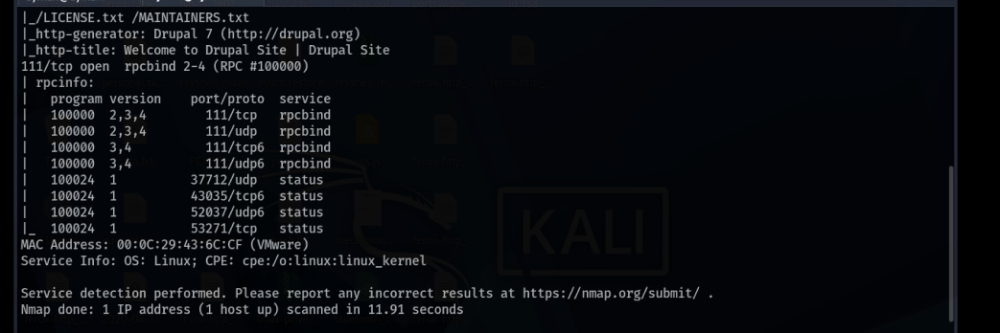 |_/LICENSE.txt /MAINTAINERS.txt
|_http-generator: Drupal 7 (http://drupal.org)
|_http-title: Welcome to Drupal Site | Drupal Site
111/tcp open  rpcbind 2-4 (RPC #100000)
| rpcinfo:
|   program version    port/proto  service
|   100000  2,3,4        111/tcp   rpcbind
|   100000  2,3,4        111/udp   rpcbind
|   100000  3,4          111/tcp6  rpcbind
|   100000  3,4          111/udp6  rpcbind
|   100024  1          37712/udp   status
|   100024  1          43035/tcp6  status
|   100024  1          52037/udp6  status
|_  100024  1          53271/tcp   status
MAC Address: 00:0C:29:43:6C:CF (VMware)
Service Info: OS: Linux; CPE: cpe:/o:linux:linux_kernel

Service detection performed. Please report any incorrect results at https://nmap.org/submit/ .
Nmap done: 1 IP address (1 host up) scanned in 11.91 seconds
KALI